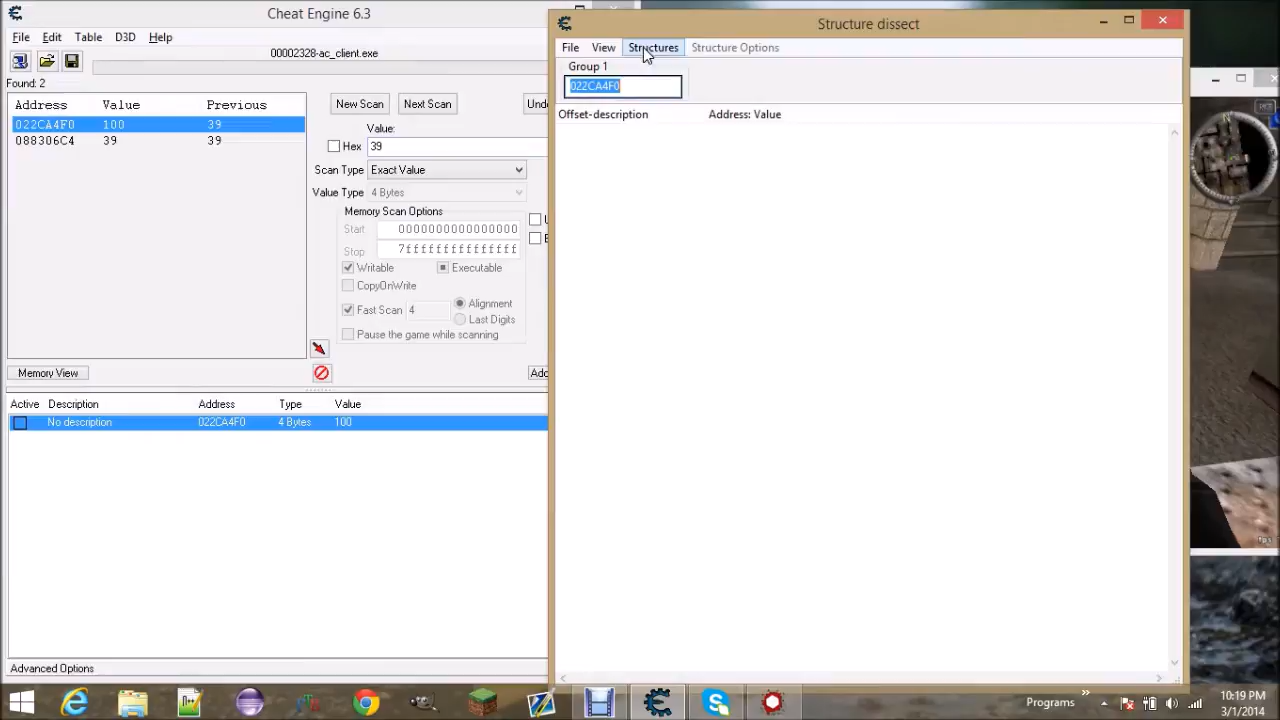 Cheat Engine 6.3
File Edit Table D3D Help
00002328-ac_client.exe
Found: 2
Address Value Previous
022CA4F0 100 39
088306C4 39 39
New Scan Next Scan
Value:
Hex 39
Scan Type Exact Value
Value Type 4 Bytes
Memory Scan Options
Start 0000000000000000
Stop 7fffffffffffffff
Writable Executable
CopyOnWrite
Fast Scan 4 Alignment
Last Digits
Pause the game while scanning
Memory View
Active Description Address Type Value
No description 022CA4F0 4 Bytes 100
Advanced Options
Structure dissect
File View Structures Structure Options
Group 1
022CA4F0
Offset-description Address: Value
Programs
10:19 PM
3/1/2014